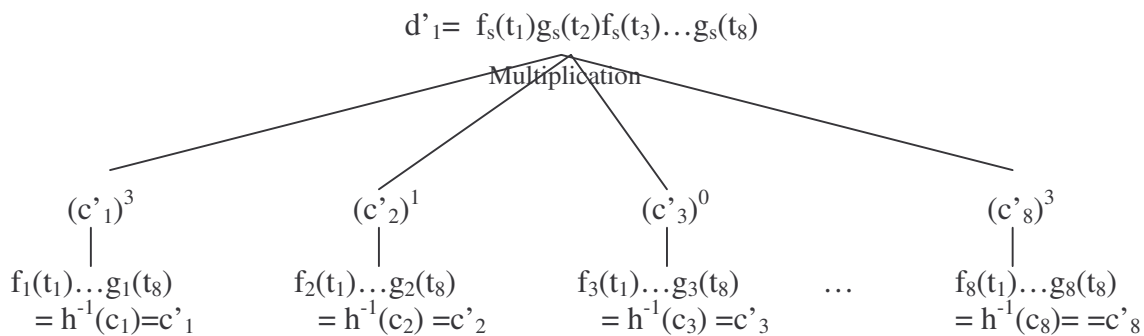 d’₁= fₛ(t₁)gₛ(t₂)fₛ(t₃)…gₛ(t₈)
Multiplication
(c’₁)³ (c’₂)¹ (c’₃)⁰ (c’₈)³
f₁(t₁)…g₁(t₈) f₂(t₁)…g₂(t₈) f₃(t₁)…g₃(t₈) … f₈(t₁)…g₈(t₈)
= h⁻¹(c₁)=c’₁ = h⁻¹(c₂) =c’₂ = h⁻¹(c₃) =c’₃ = h⁻¹(c₈)= =c’₈